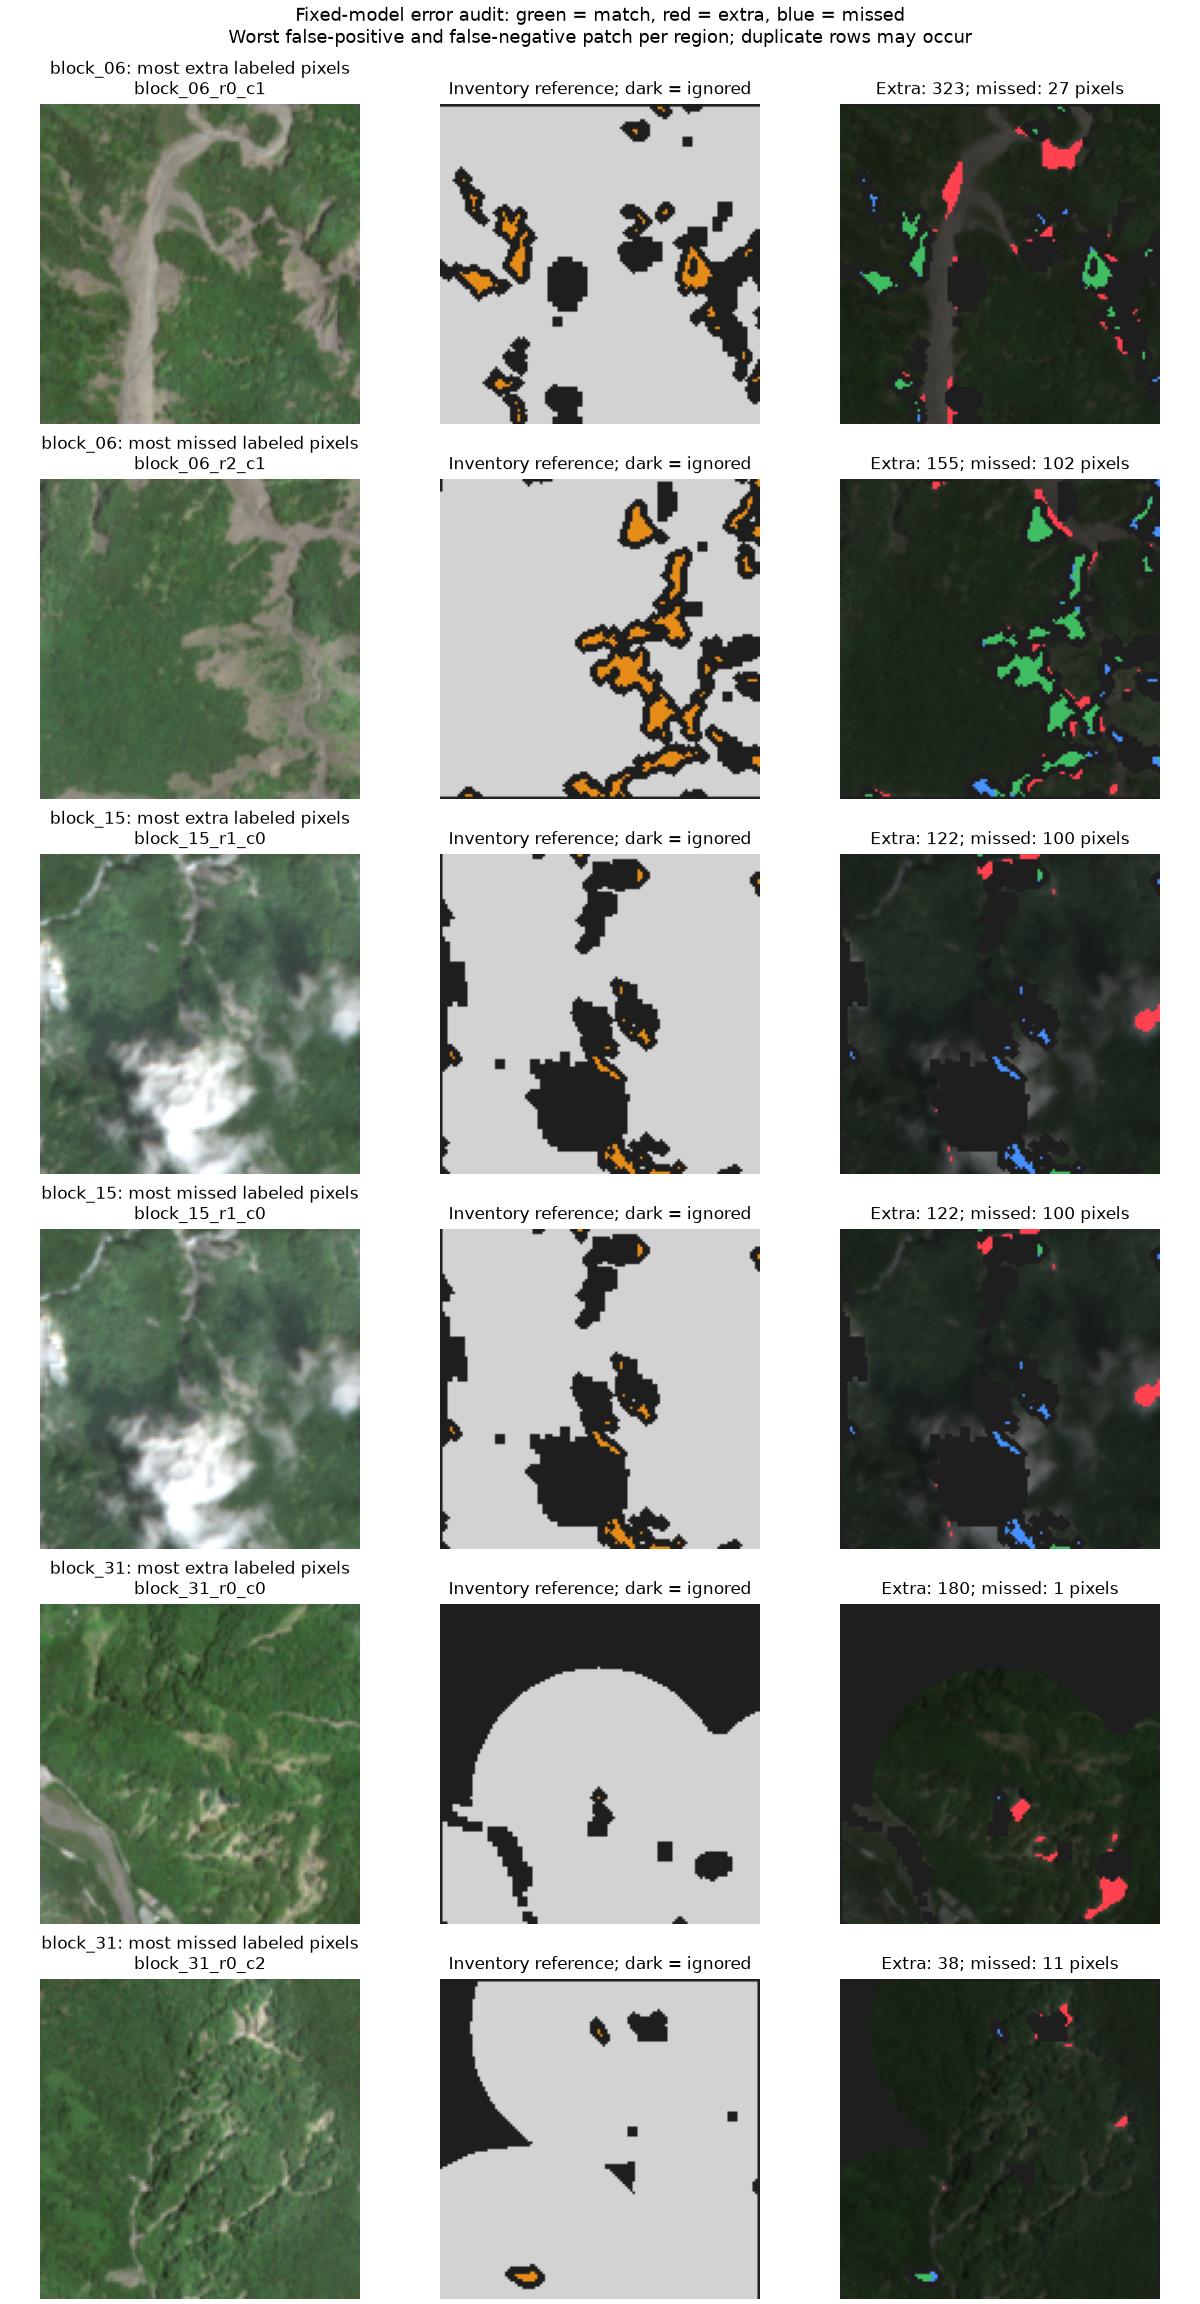 Fixed-model error audit: green = match, red = extra, blue = missed
Worst false-positive and false-negative patch per region; duplicate rows may occur
block_06: most extra labeled pixels
block_06_r0_c1
Inventory reference; dark = ignored
Extra: 323; missed: 27 pixels
block_06: most missed labeled pixels
block_06_r2_c1
Inventory reference; dark = ignored
Extra: 155; missed: 102 pixels
block_15: most extra labeled pixels
block_15_r1_c0
Inventory reference; dark = ignored
Extra: 122; missed: 100 pixels
block_15: most missed labeled pixels
block_15_r1_c0
Inventory reference; dark = ignored
Extra: 122; missed: 100 pixels
block_31: most extra labeled pixels
block_31_r0_c0
Inventory reference; dark = ignored
Extra: 180; missed: 1 pixels
block_31: most missed labeled pixels
block_31_r0_c2
Inventory reference; dark = ignored
Extra: 38; missed: 11 pixels